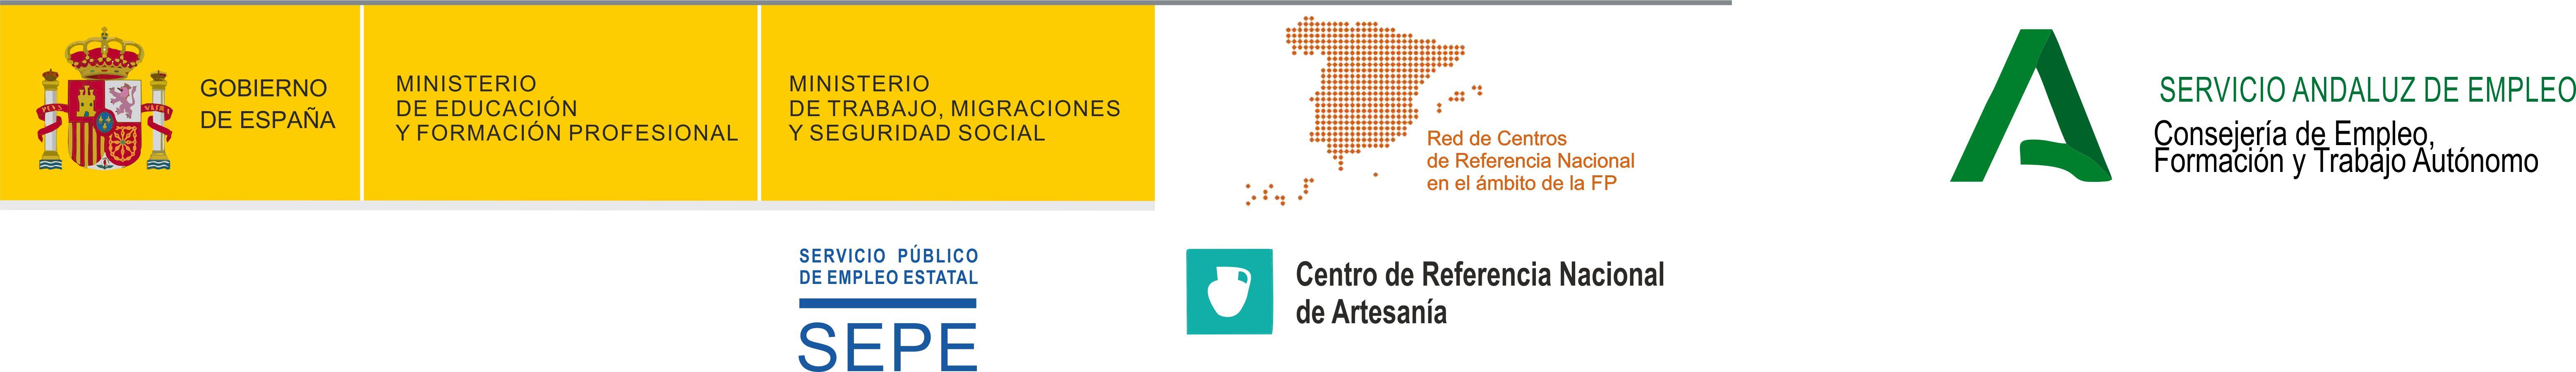 GOBIERNO
DE ESPAÑA
MINISTERIO
DE EDUCACIÓN
Y FORMACIÓN PROFESIONAL
MINISTERIO
DE TRABAJO, MIGRACIONES
Y SEGURIDAD SOCIAL
Red de Centros
de Referencia Nacional
en el ámbito de la FP
SERVICIO ANDALUZ DE EMPLEO
Consejería de Empleo,
Formación y Trabajo Autónomo
SERVICIO PÚBLICO
DE EMPLEO ESTATAL
SEPE
Centro de Referencia Nacional
de Artesanía